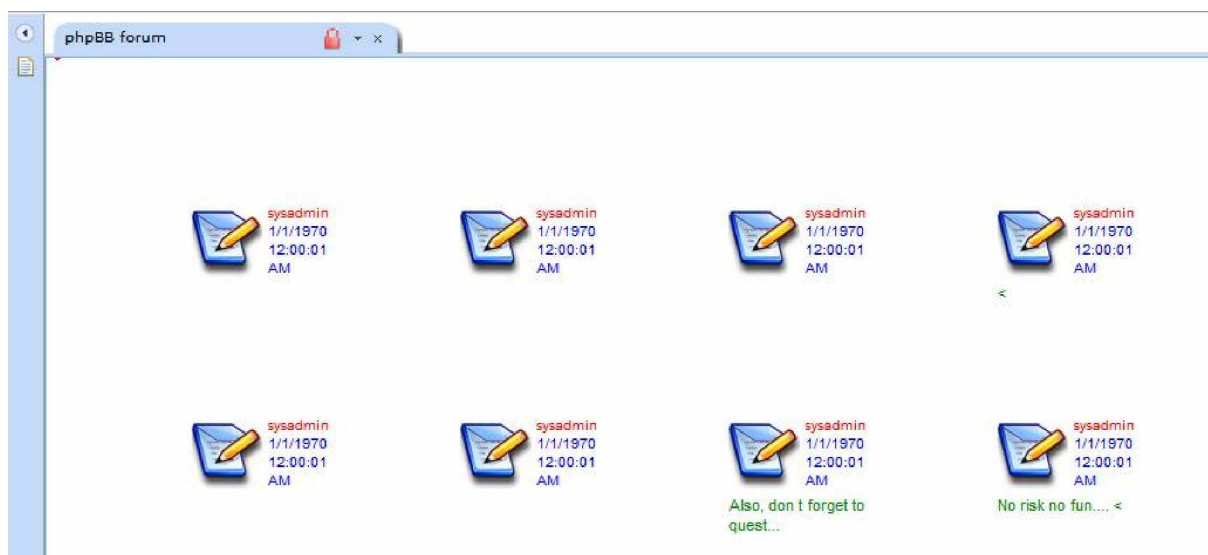 phpBB forum
sysadmin
1/1/1970
12:00:01
AM
sysadmin
1/1/1970
12:00:01
AM
sysadmin
1/1/1970
12:00:01
AM
sysadmin
1/1/1970
12:00:01
AM
<
sysadmin
1/1/1970
12:00:01
AM
sysadmin
1/1/1970
12:00:01
AM
sysadmin
1/1/1970
12:00:01
AM
Also, don t forget to
quest...
sysadmin
1/1/1970
12:00:01
AM
No risk no fun.... <